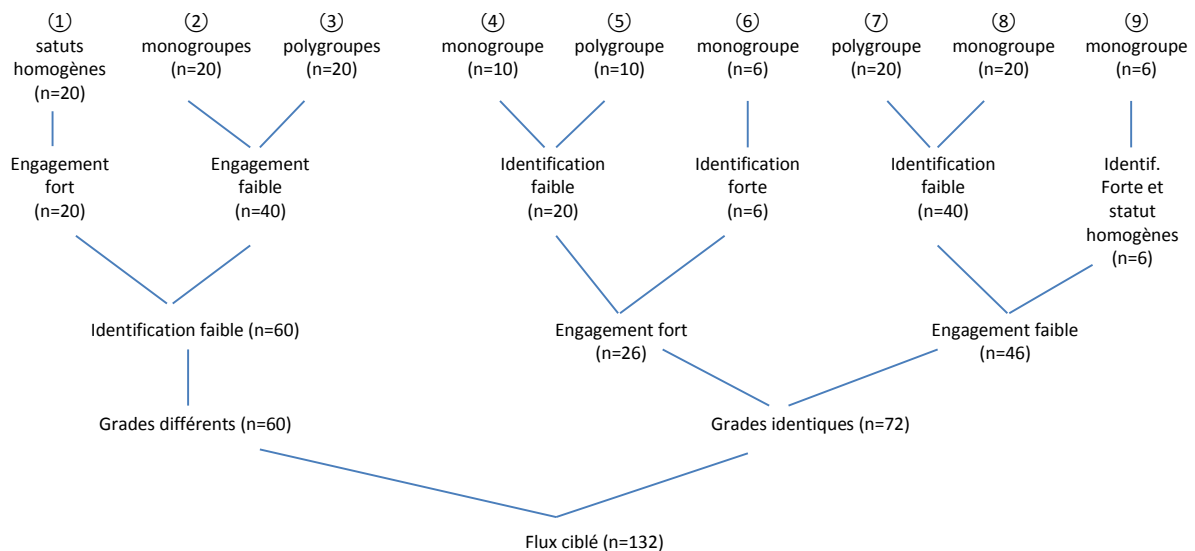 ① ② ③ ④ ⑤ ⑥ ⑦ ⑧ ⑨
satuts
homogènes
(n=20)
monogroupes
(n=20)
polygroupes
(n=20)
monogroupe
(n=10)
polygroupe
(n=10)
monogroupe
(n=6)
polygroupe
(n=20)
monogroupe
(n=20)
monogroupe
(n=6)
Engagement
fort
(n=20)
Engagement
faible
(n=40)
Identification
faible
(n=20)
Identification
forte
(n=6)
Identification
faible
(n=40)
Identif.
Forte et
statut
homogènes
(n=6)
Identification faible (n=60)
Engagement fort
(n=26)
Engagement faible
(n=46)
Grades différents (n=60)
Grades identiques (n=72)
Flux ciblé (n=132)